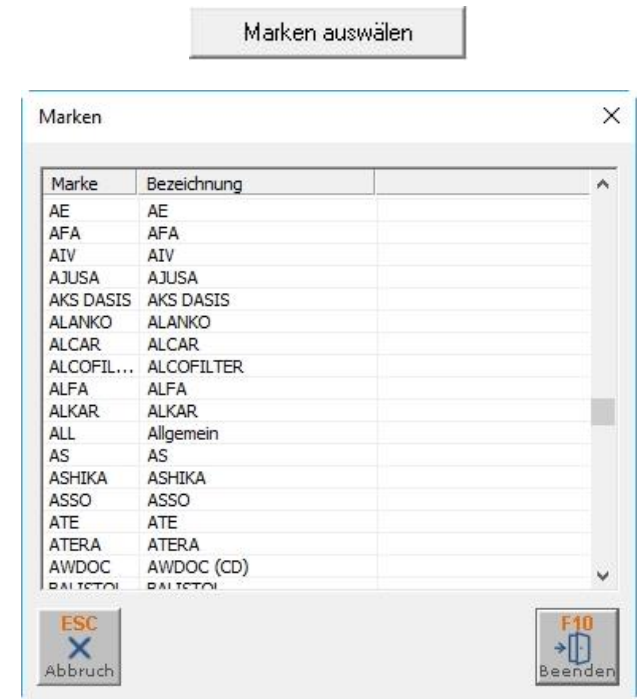 Marken auswälen
Marken
Marke Bezeichnung
AE AE
AFA AFA
AIV AIV
AJUSA AJUSA
AKS DASIS AKS DASIS
ALANKO ALANKO
ALCAR ALCAR
ALCOFIL... ALCOFILTER
ALFA ALFA
ALKAR ALKAR
ALL Allgemein
AS AS
ASHIKA ASHIKA
ASSO ASSO
ATE ATE
ATERA ATERA
AWDOC AWDOC (CD)
BALISTOL BALISTOL
ESC F10
Abbruch Beenden